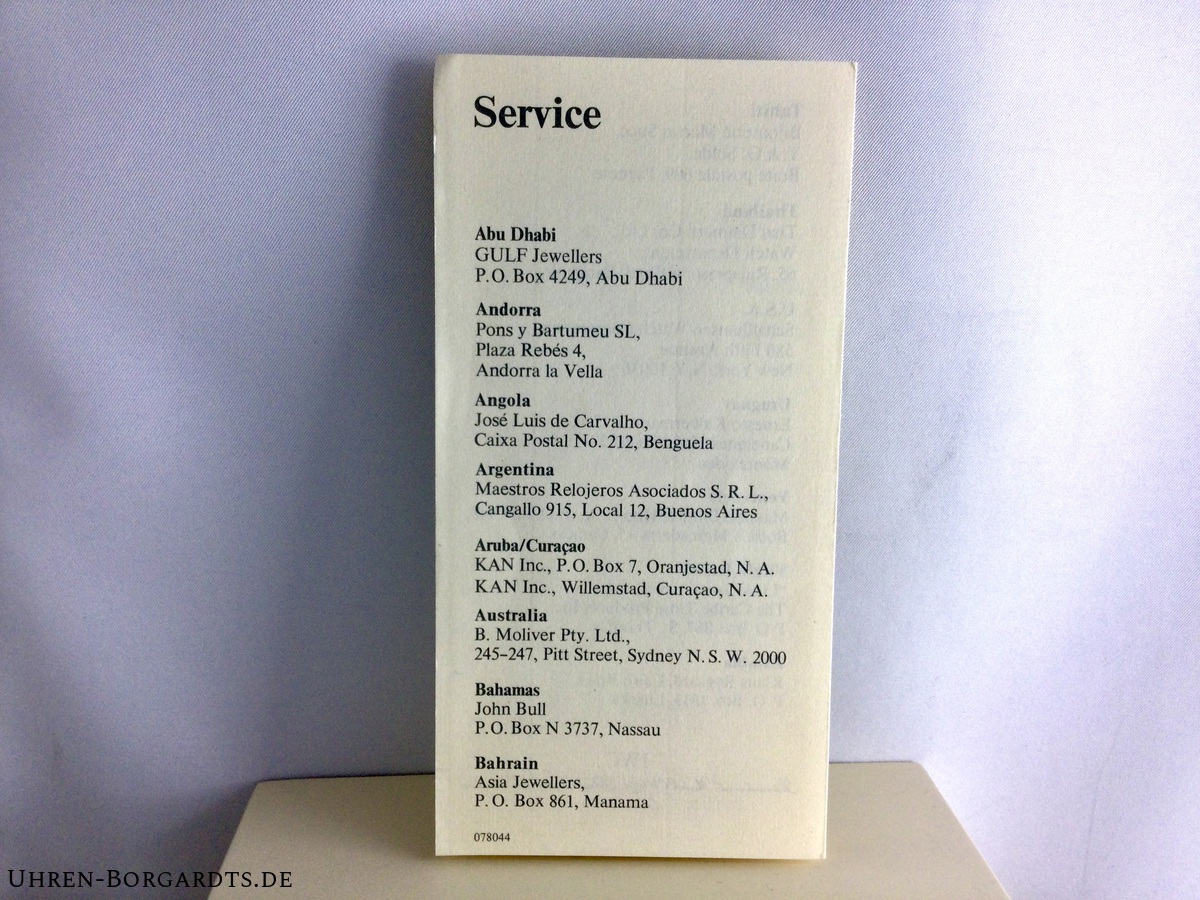 Service
Abu Dhabi
GULF Jewellers
P.O. Box 4249, Abu Dhabi
Andorra
Pons y Bartumeu SL,
Plaza Rebés 4,
Andorra la Vella
Angola
José Luis de Carvalho,
Caixa Postal No. 212, Benguela
Argentina
Maestros Relojeros Asociados S. R. L.,
Cangallo 915, Local 12, Buenos Aires
Aruba/Curaçao
KAN Inc., P.O. Box 7, Oranjestad, N. A.
KAN Inc., Willemstad, Curaçao, N. A.
Australia
B. Moliver Pty. Ltd.,
245–247, Pitt Street, Sydney N. S. W. 2000
Bahamas
John Bull
P.O. Box N 3737, Nassau
Bahrain
Asia Jewellers,
P. O. Box 861, Manama
078044
UHREN-BORGARDTS.DE